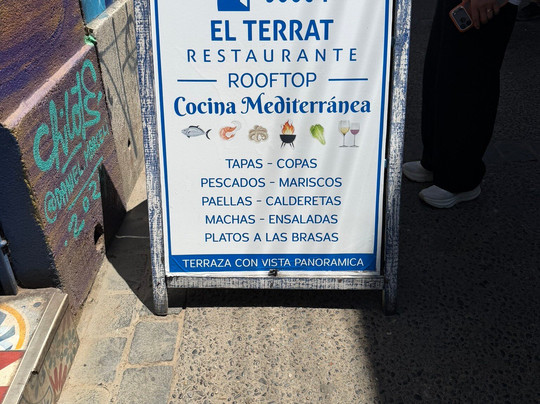 EL TERRAT
RESTAURANTE
ROOFTOP
Cocina Mediterránea
TAPAS - COPAS
PESCADOS - MARISCOS
PAELLAS - CALDERETAS
MACHAS - ENSALADAS
PLATOS A LAS BRASAS
TERRAZA CON VISTA PANORAMICA